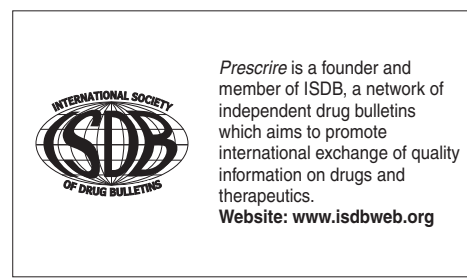 INTERNATIONAL SOCIETY
ISDB
OF DRUG BULLETINS
Prescrire is a founder and
member of ISDB, a network of
independent drug bulletins
which aims to promote
international exchange of quality
information on drugs and
therapeutics.
Website: www.isdbweb.org